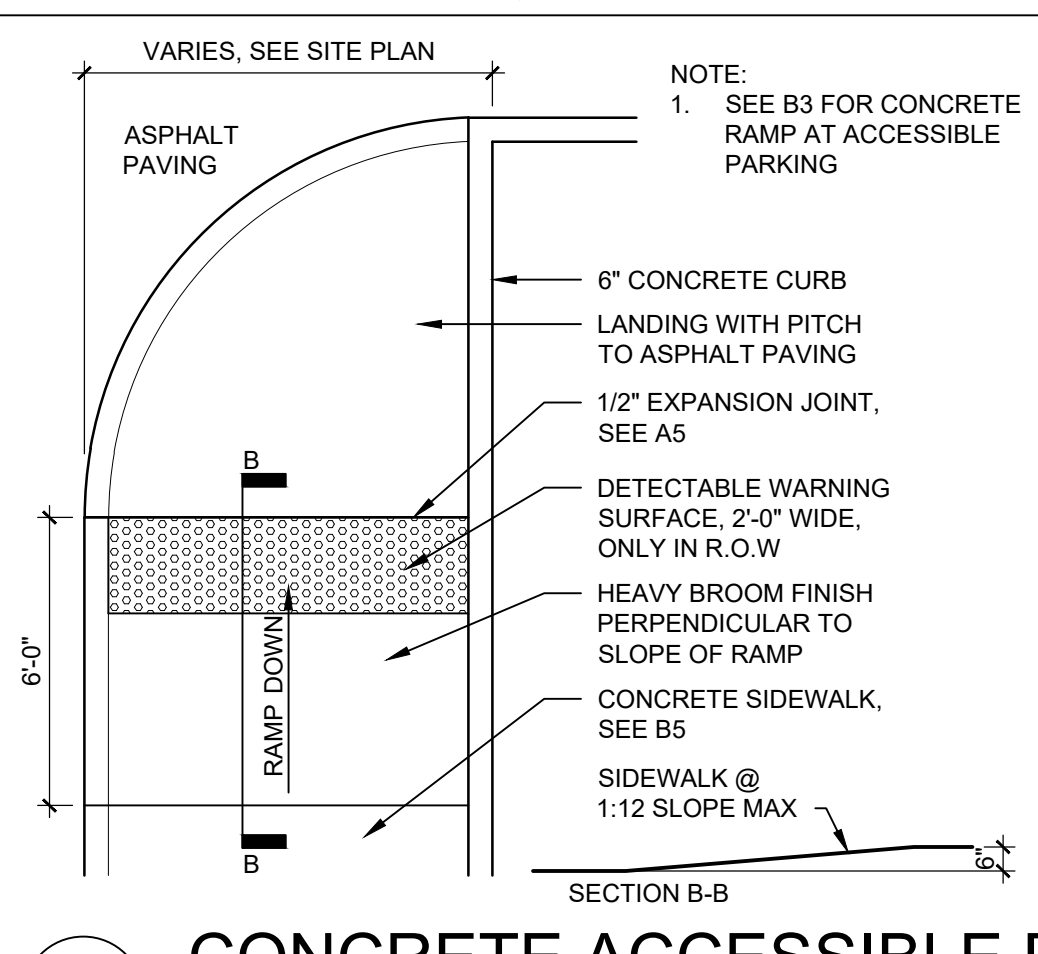 VARIES, SEE SITE PLAN
NOTE:
1. SEE B3 FOR CONCRETE
RAMP AT ACCESSIBLE
PARKING
ASPHALT
PAVING
6" CONCRETE CURB
LANDING WITH PITCH
TO ASPHALT PAVING
1/2" EXPANSION JOINT,
SEE A5
B
DETECTABLE WARNING
SURFACE, 2'-0" WIDE,
ONLY IN R.O.W
HEAVY BROOM FINISH
PERPENDICULAR TO
SLOPE OF RAMP
6'-0"
RAMP DOWN
CONCRETE SIDEWALK,
SEE B5
SIDEWALK @
1:12 SLOPE MAX
6"
B
SECTION B-B
CONCRETE ACCESSIBLE